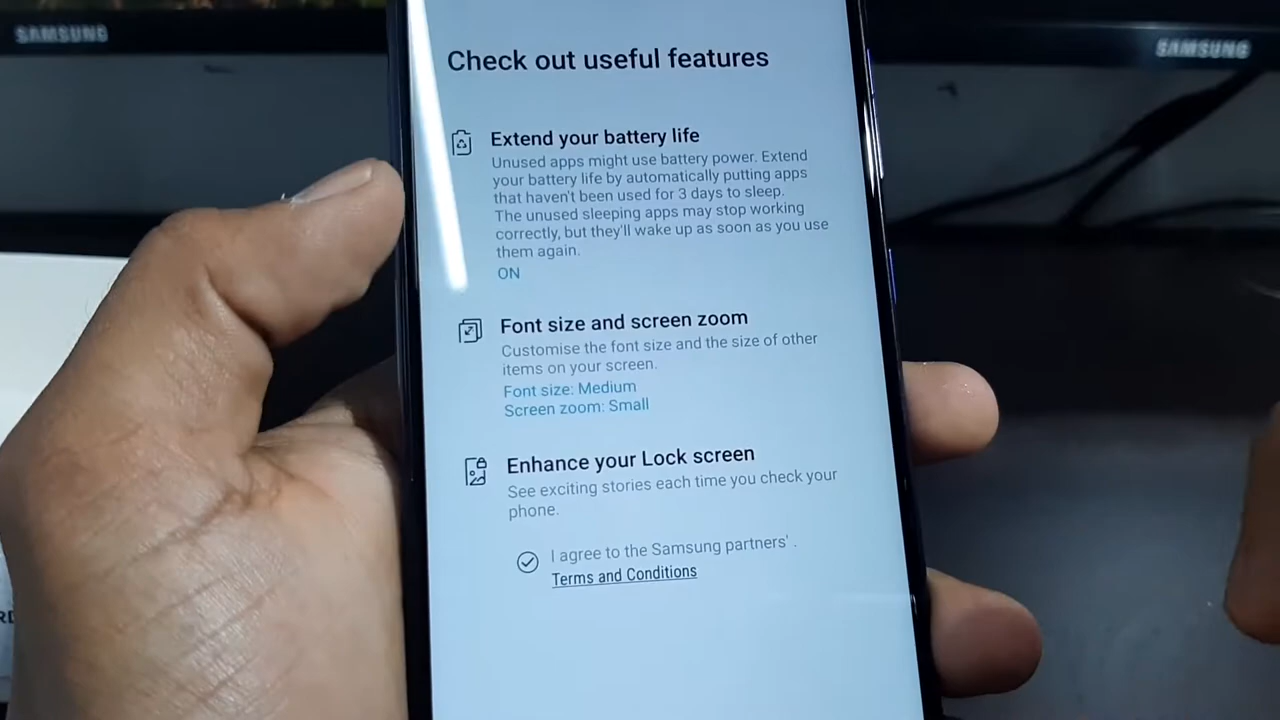 SAMSUNG
SAMSUNG
Check out useful features
Extend your battery life
Unused apps might use battery power. Extend
your battery life by automatically putting apps
that haven't been used for 3 days to sleep.
The unused sleeping apps may stop working
correctly, but they'll wake up as soon as you use
them again.
ON
Font size and screen zoom
Customise the font size and the size of other
items on your screen.
Font size: Medium
Screen zoom: Small
Enhance your Lock screen
See exciting stories each time you check your
phone.
I agree to the Samsung partners' .
Terms and Conditions